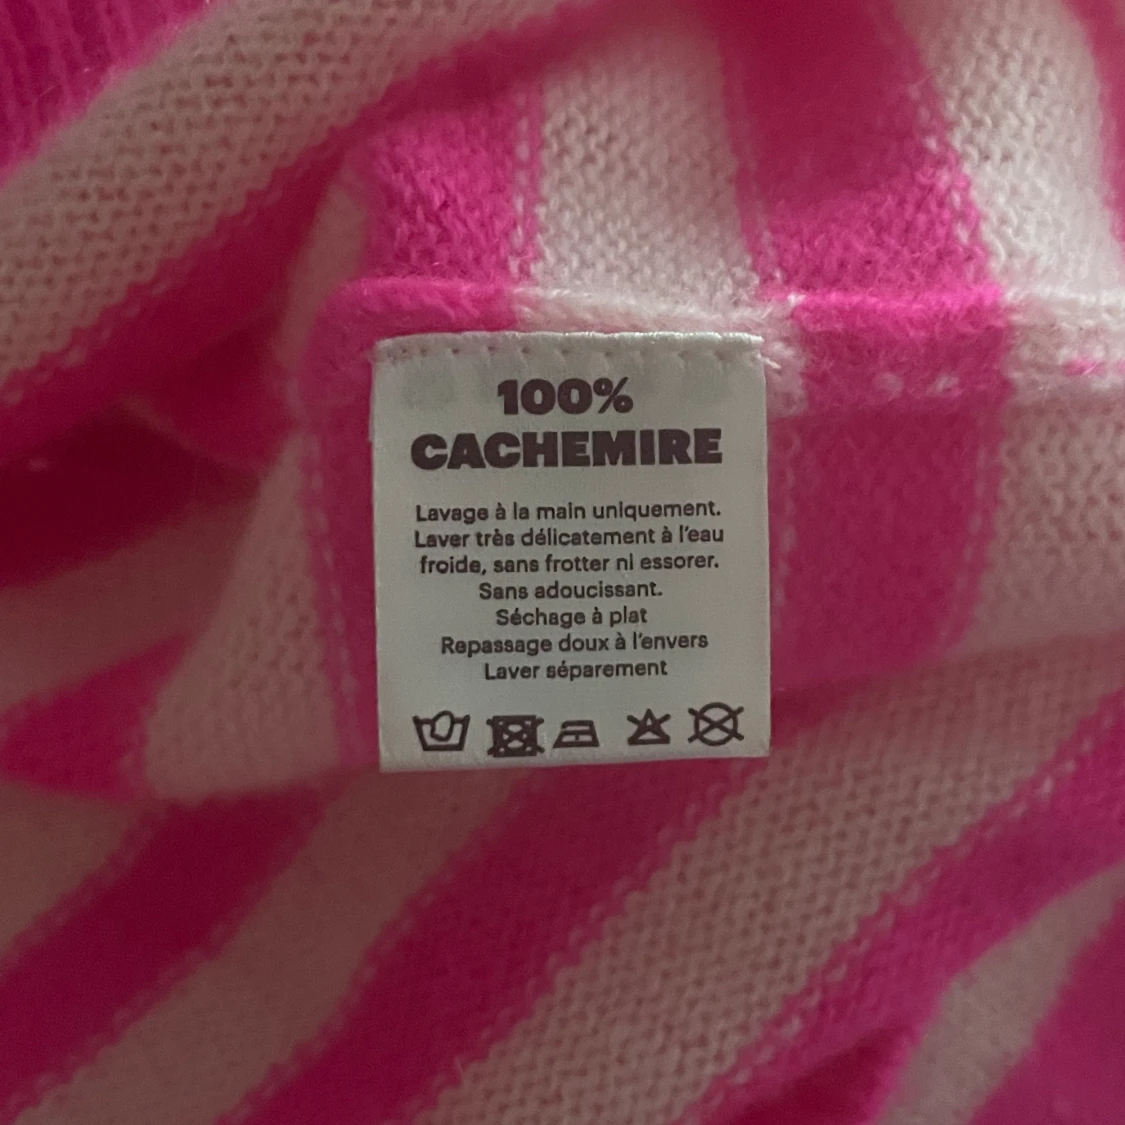 100%
CACHEMIRE
Lavage à la main uniquement.
Laver très délicatement à l'eau
froide, sans frotter ni essorer.
Sans adoucissant.
Séchage à plat
Repassage doux à l'envers
Laver séparement